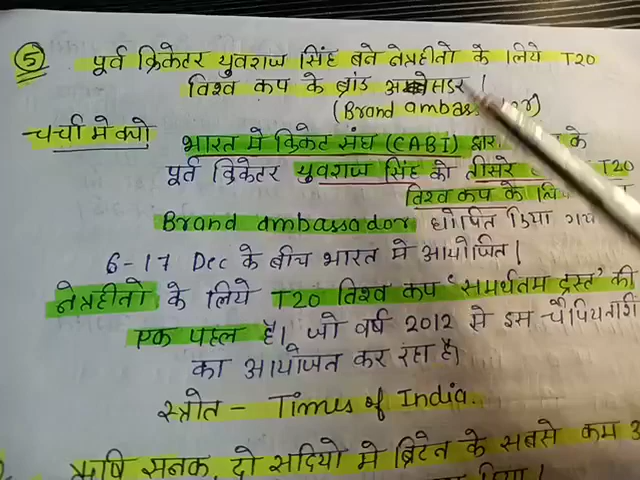 ⑤ पूर्व क्रिकेटर युवराज सिंह बने नेत्रहीनो के लिये T20
विश्व कप के ब्रांड अम्बेसडर।
(Brand ambass
चर्चा मे क्यो भारत मे क्रिकेट संघ (CABI) द्वार के
पूर्व क्रिकेटर युवराज सिंह को तीसरे T20
विश्व कप के लि
Brand ambassador घोषित किया गय
6-17 Dec के बीच भारत मे आयोजित।
नेत्रहीनो के लिये T20 विश्व कप 'समर्थतम ट्रस्ट' की
एक पहल है। जो वर्ष 2012 से इस चैंपियनशी
का आयोजन कर रहा है।
स्त्रोत - Times of India.
ऋषि सनक, दो सदियो मे ब्रिटेन के सबसे कम उ